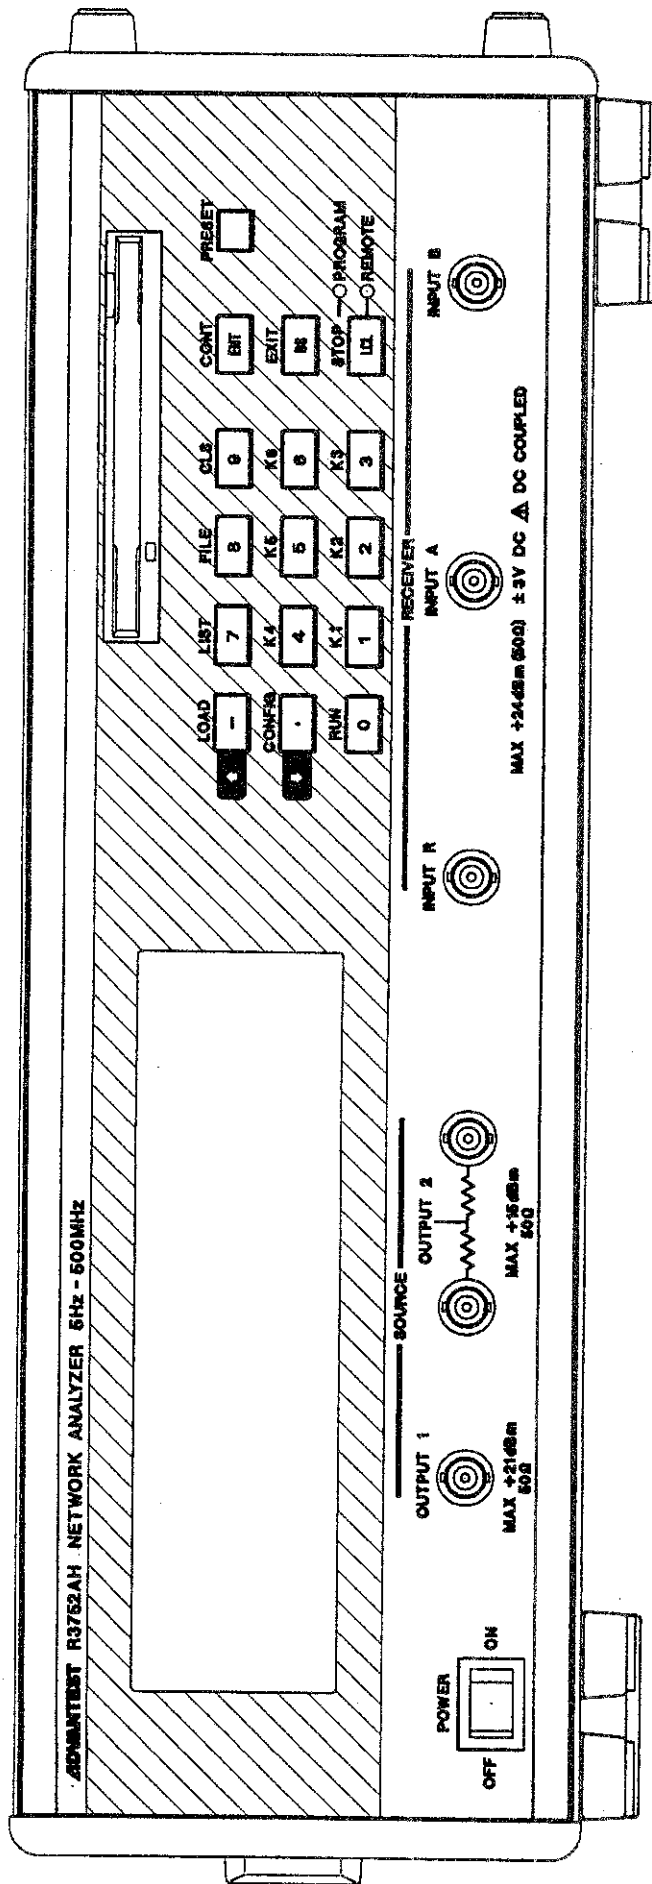 ADVANTEST R3752AH NETWORK ANALYZER 5Hz - 500MHz
LOAD LIST FILE CLS CONT PRESET
- 7 8 9 ENT
CONFIG K4 K5 K6 EXIT
. 4 5 6 BS
RUN K1 K2 K3 STOP PROGRAM
0 1 2 3 LCL REMOTE
SOURCE RECEIVER
POWER
OFF ON
OUTPUT 1
MAX +21dBm
50Ω
OUTPUT 2
MAX +15dBm
50Ω
INPUT R
INPUT A
INPUT B
MAX +24dBm (50Ω) ±3V DC ⚠ DC COUPLED